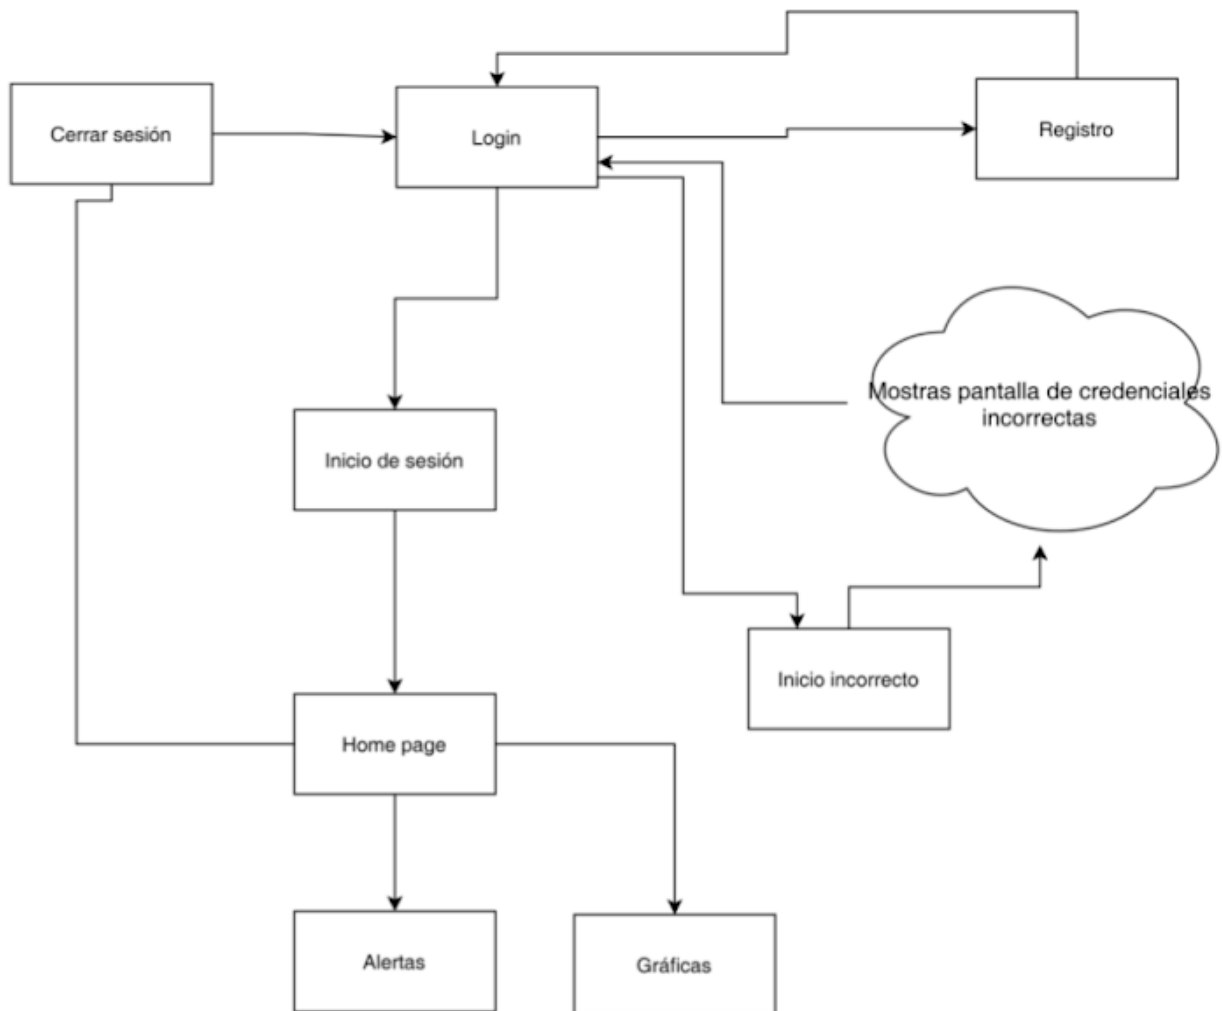 Cerrar sesión
Login
Registro
Mostras pantalla de credenciales
incorrectas
Inicio de sesión
Inicio incorrecto
Home page
Alertas
Gráficas